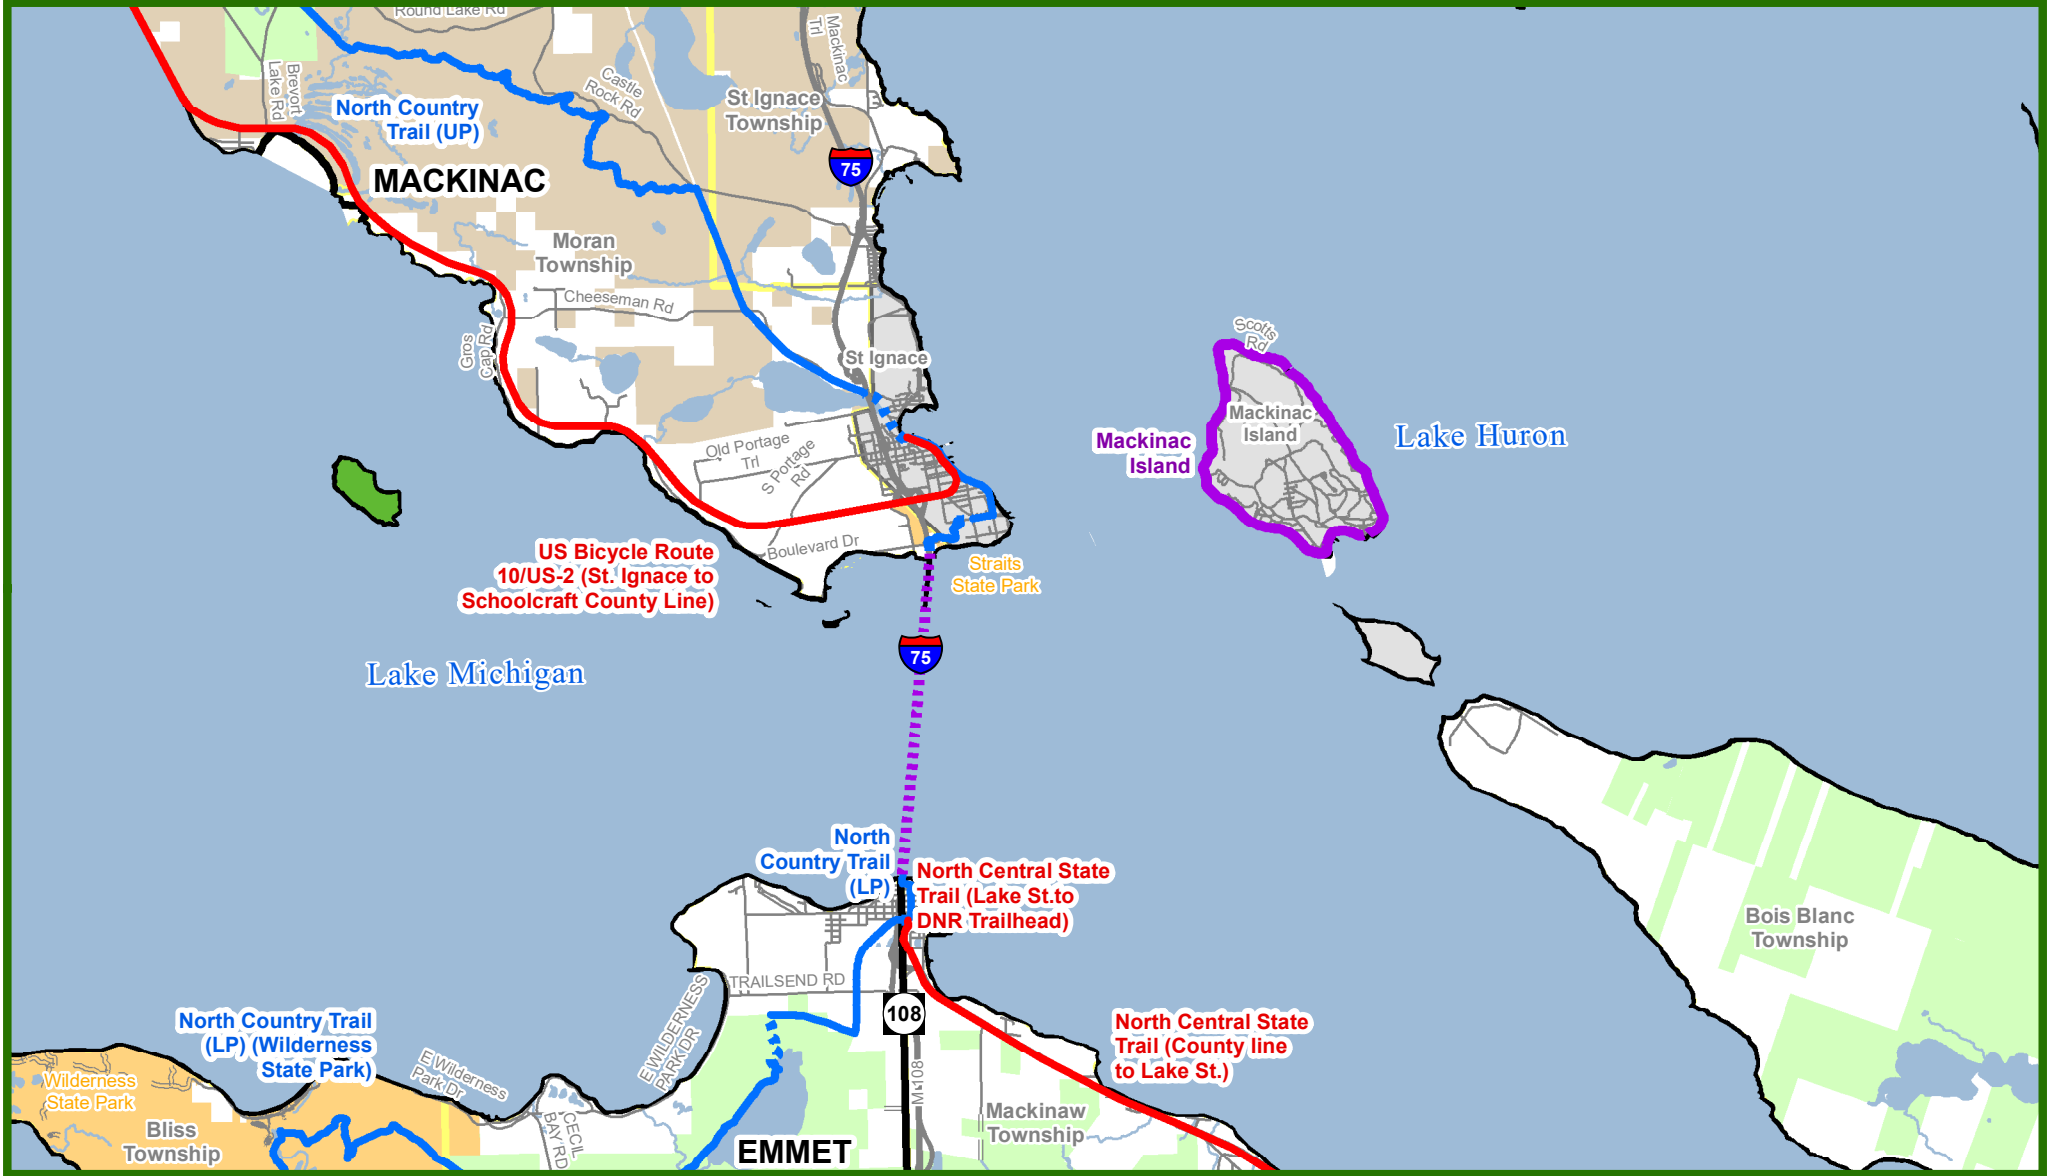 Round Lake Rd
Mackinac
Trl
Brevort
Lake Rd
Castle
Rock Rd
North Country
Trail (UP)
St Ignace
Township
75
MACKINAC
Moran
Township
Cheeseman Rd
Gros
Cap Rd
St Ignace
Scotts
Rd
Mackinac
Island
Mackinac
Island
Lake Huron
Old Portage
Trl
S Portage
Rd
Boulevard Dr
US Bicycle Route
10/US-2 (St. Ignace to
Schoolcraft County Line)
Straits
State Park
75
Lake Michigan
North
Country Trail
(LP)
North Central State
Trail (Lake St.to
DNR Trailhead)
Bois Blanc
Township
TRAILSEND RD
E WILDERNESS
PARK DR
108
North Country Trail
(LP) (Wilderness
State Park)
North Central State
Trail (County line
to Lake St.)
Wilderness
State Park
E Wilderness
Park Dr
M-108
Bliss
Township
CECIL
BAY RD
Mackinaw
Township
EMMET